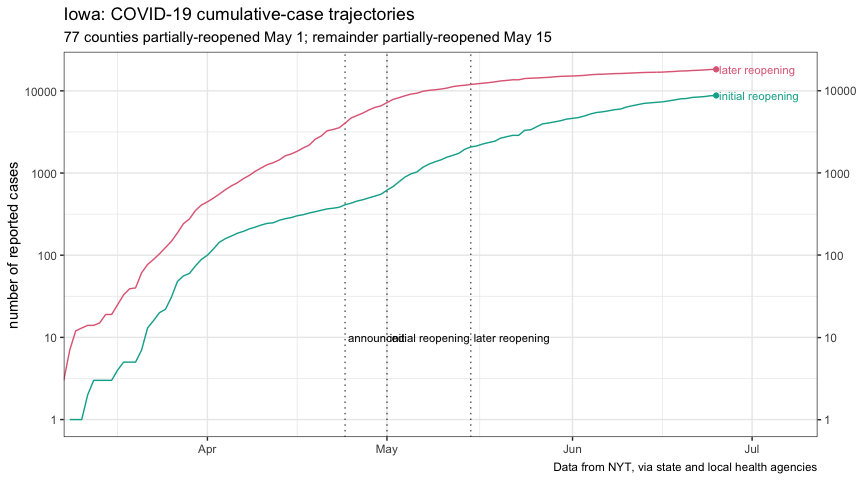 Iowa: COVID-19 cumulative-case trajectories
77 counties partially-reopened May 1; remainder partially-reopened May 15
number of reported cases
10000
1000
100
10
1
later reopening
initial reopening
announced
initial reopening
later reopening
10000
1000
100
10
1
Apr
May
Jun
Jul
Data from NYT, via state and local health agencies